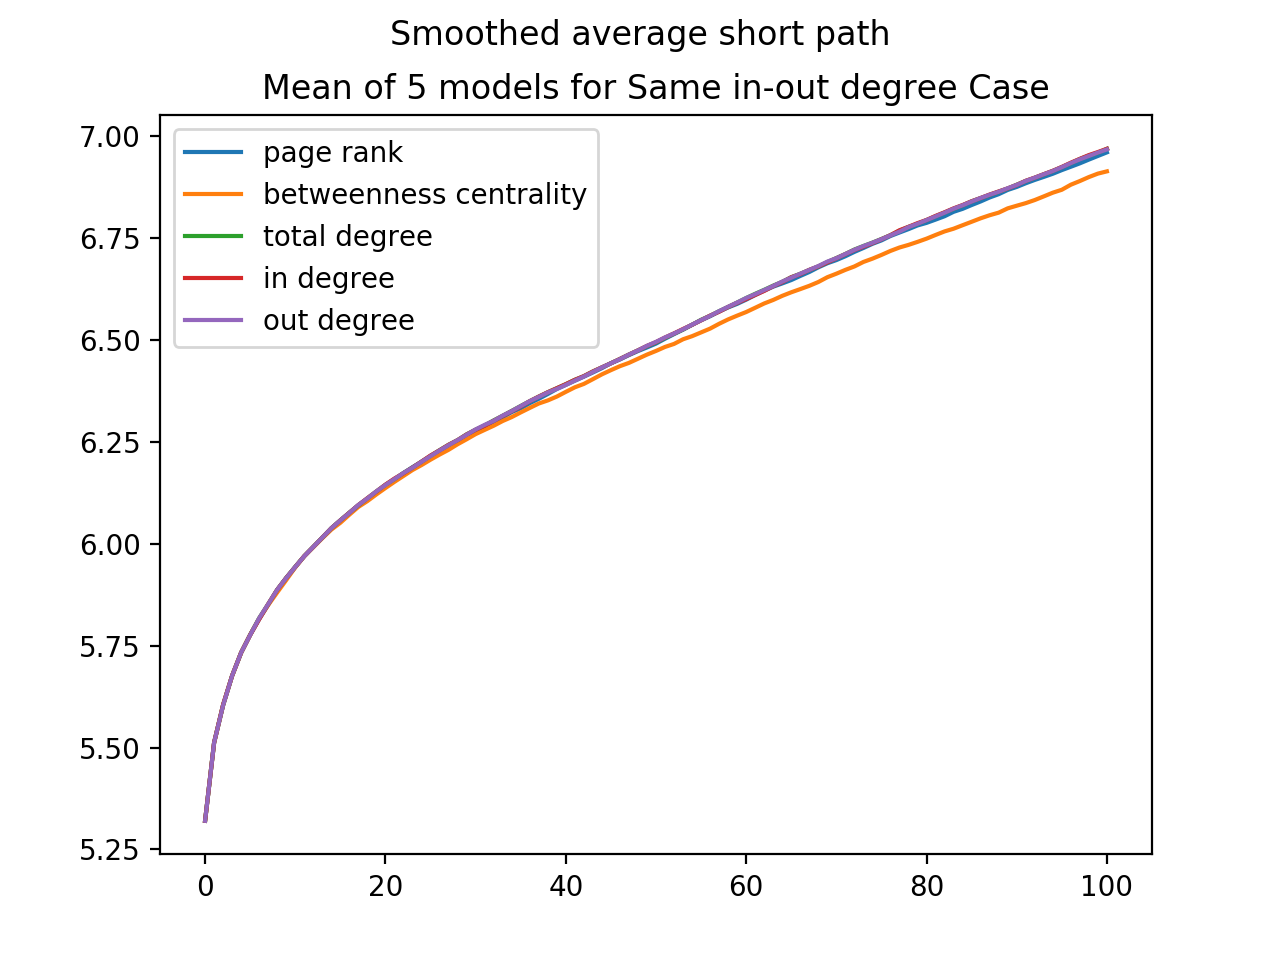 Smoothed average short path
Mean of 5 models for Same in-out degree Case
7.00
6.75
6.50
6.25
6.00
5.75
5.50
5.25
page rank
betweenness centrality
total degree
in degree
out degree
0 20 40 60 80 100